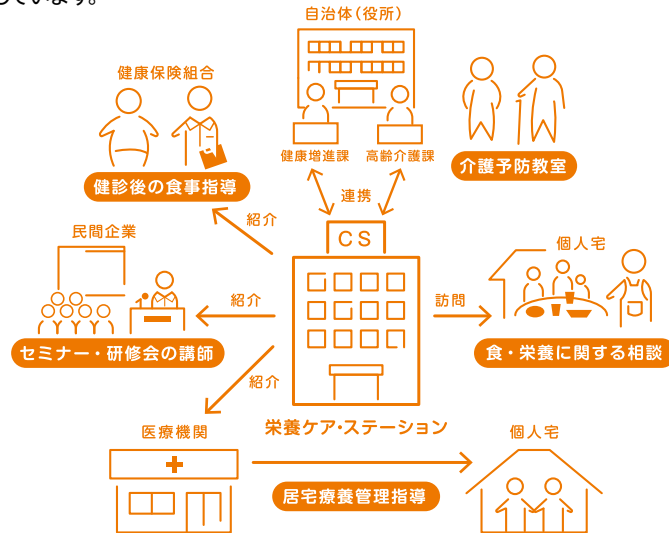 しています。
自治体（役所）
健康保険組合
健康増進課
高齢介護課
介護予防教室
健診後の食事指導
連携
紹介
民間企業
CS
個人宅
紹介
訪問
セミナー・研修会の講師
食・栄養に関する相談
紹介
栄養ケア・ステーション
医療機関
個人宅
居宅療養管理指導